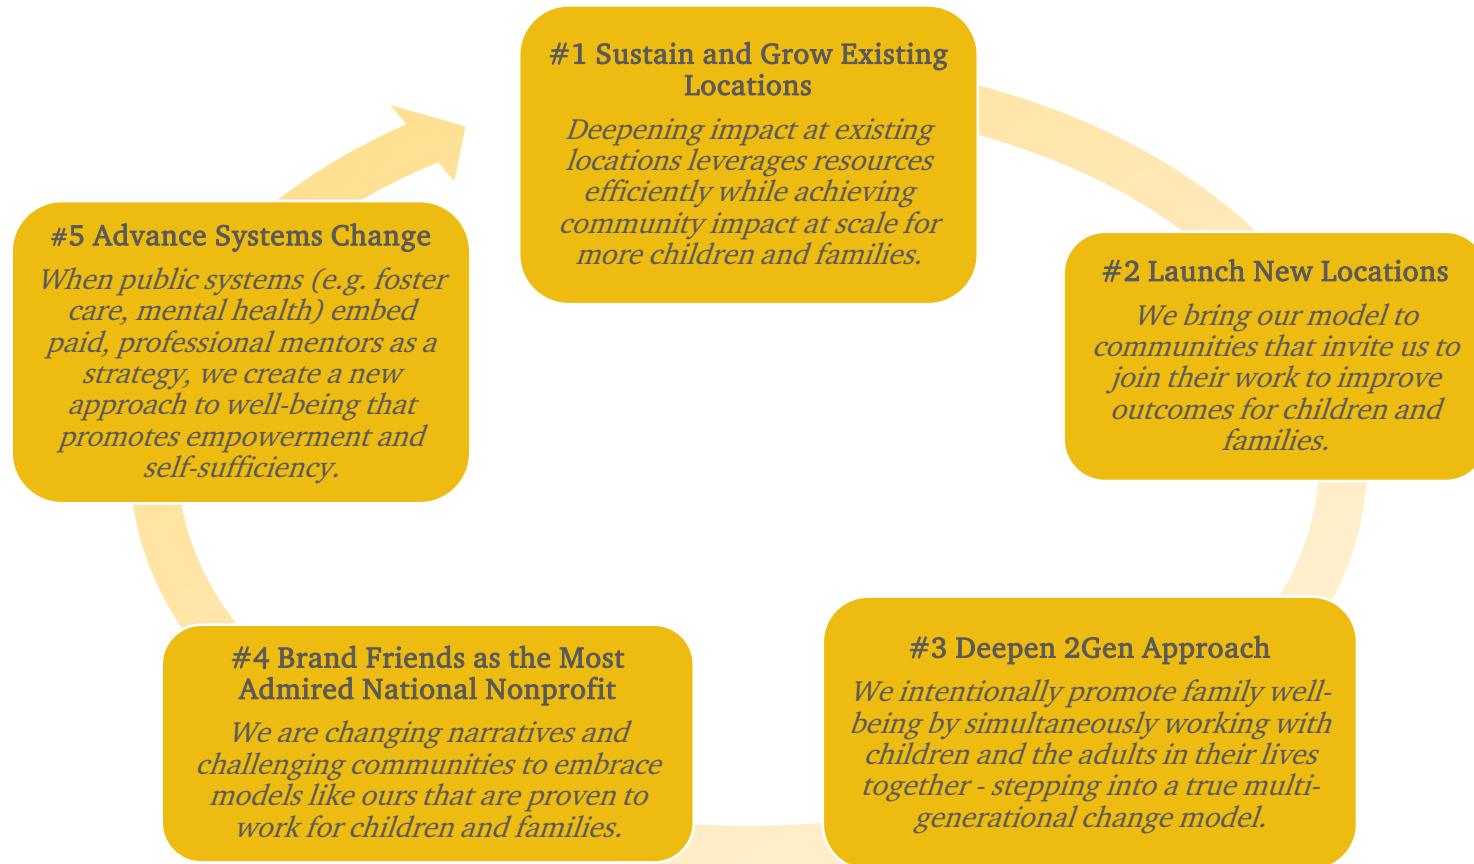 #1 Sustain and Grow Existing
Locations
Deepening impact at existing
locations leverages resources
efficiently while achieving
community impact at scale for
more children and families.
#2 Launch New Locations
We bring our model to
communities that invite us to
join their work to improve
outcomes for children and
families.
#3 Deepen 2Gen Approach
We intentionally promote family well-
being by simultaneously working with
children and the adults in their lives
together - stepping into a true multi-
generational change model.
#4 Brand Friends as the Most
Admired National Nonprofit
We are changing narratives and
challenging communities to embrace
models like ours that are proven to
work for children and families.
#5 Advance Systems Change
When public systems (e.g. foster
care, mental health) embed
paid, professional mentors as a
strategy, we create a new
approach to well-being that
promotes empowerment and
self-sufficiency.